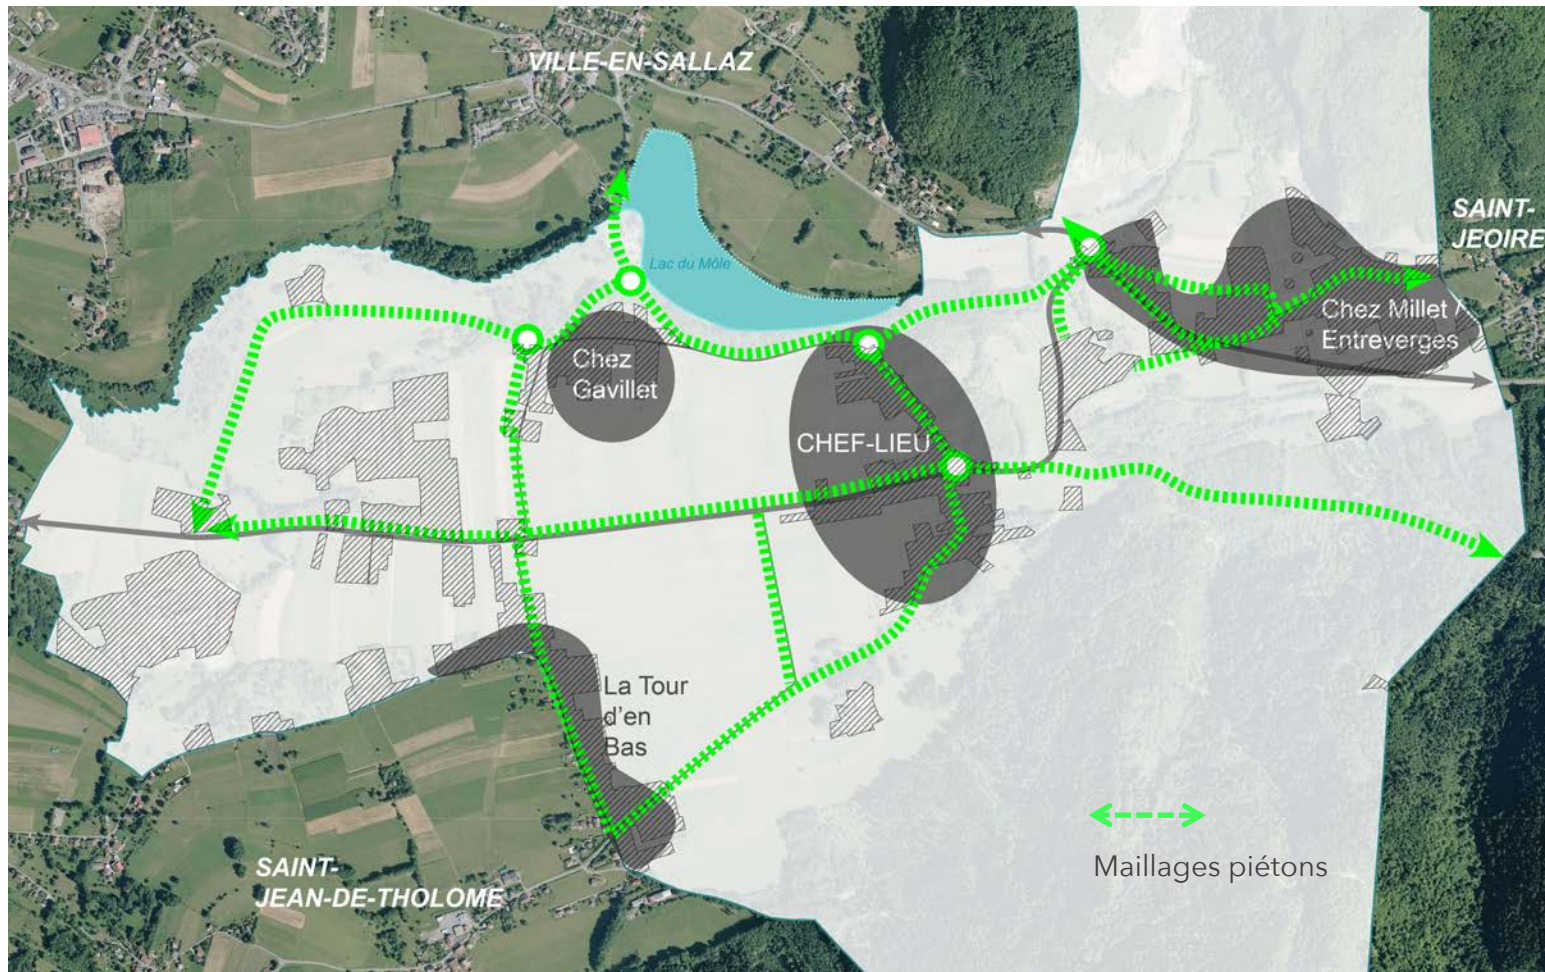 VILLE-EN-SALLAZ
SAINT-
JEOIRE
Lac du Môle
Chez Millet /
Entreverges
Chez
Gavillet
CHEF-LIEU
La Tour
d'en
Bas
SAINT-
JEAN-DE-THOLOME
Maillages piétons